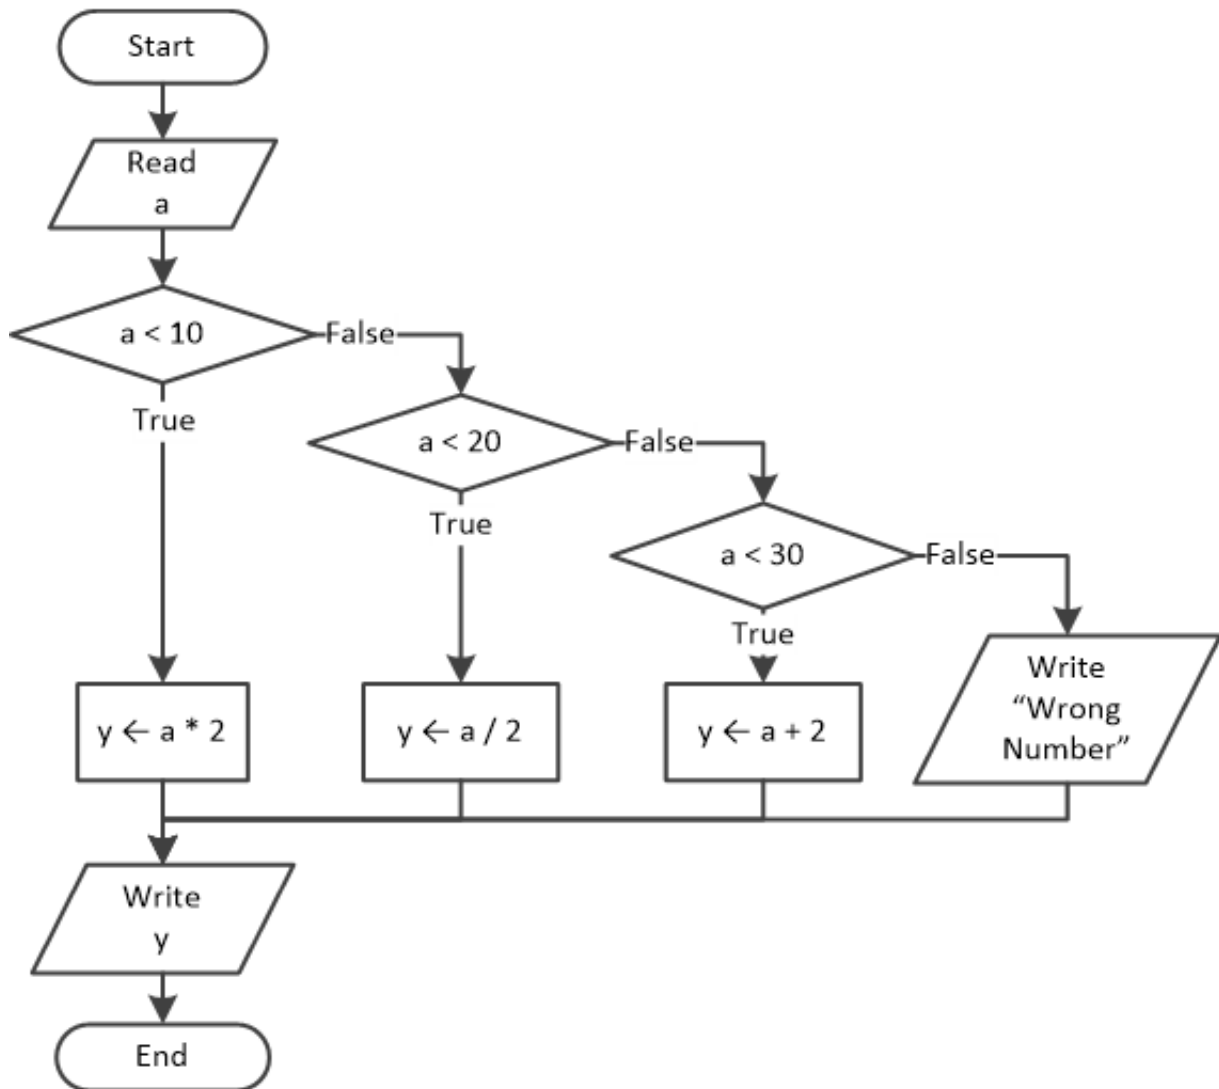 Start
Read
a
a < 10
False
True
a < 20
False
True
a < 30
False
True
y ← a * 2
y ← a / 2
y ← a + 2
Write
“Wrong
Number”
Write
y
End